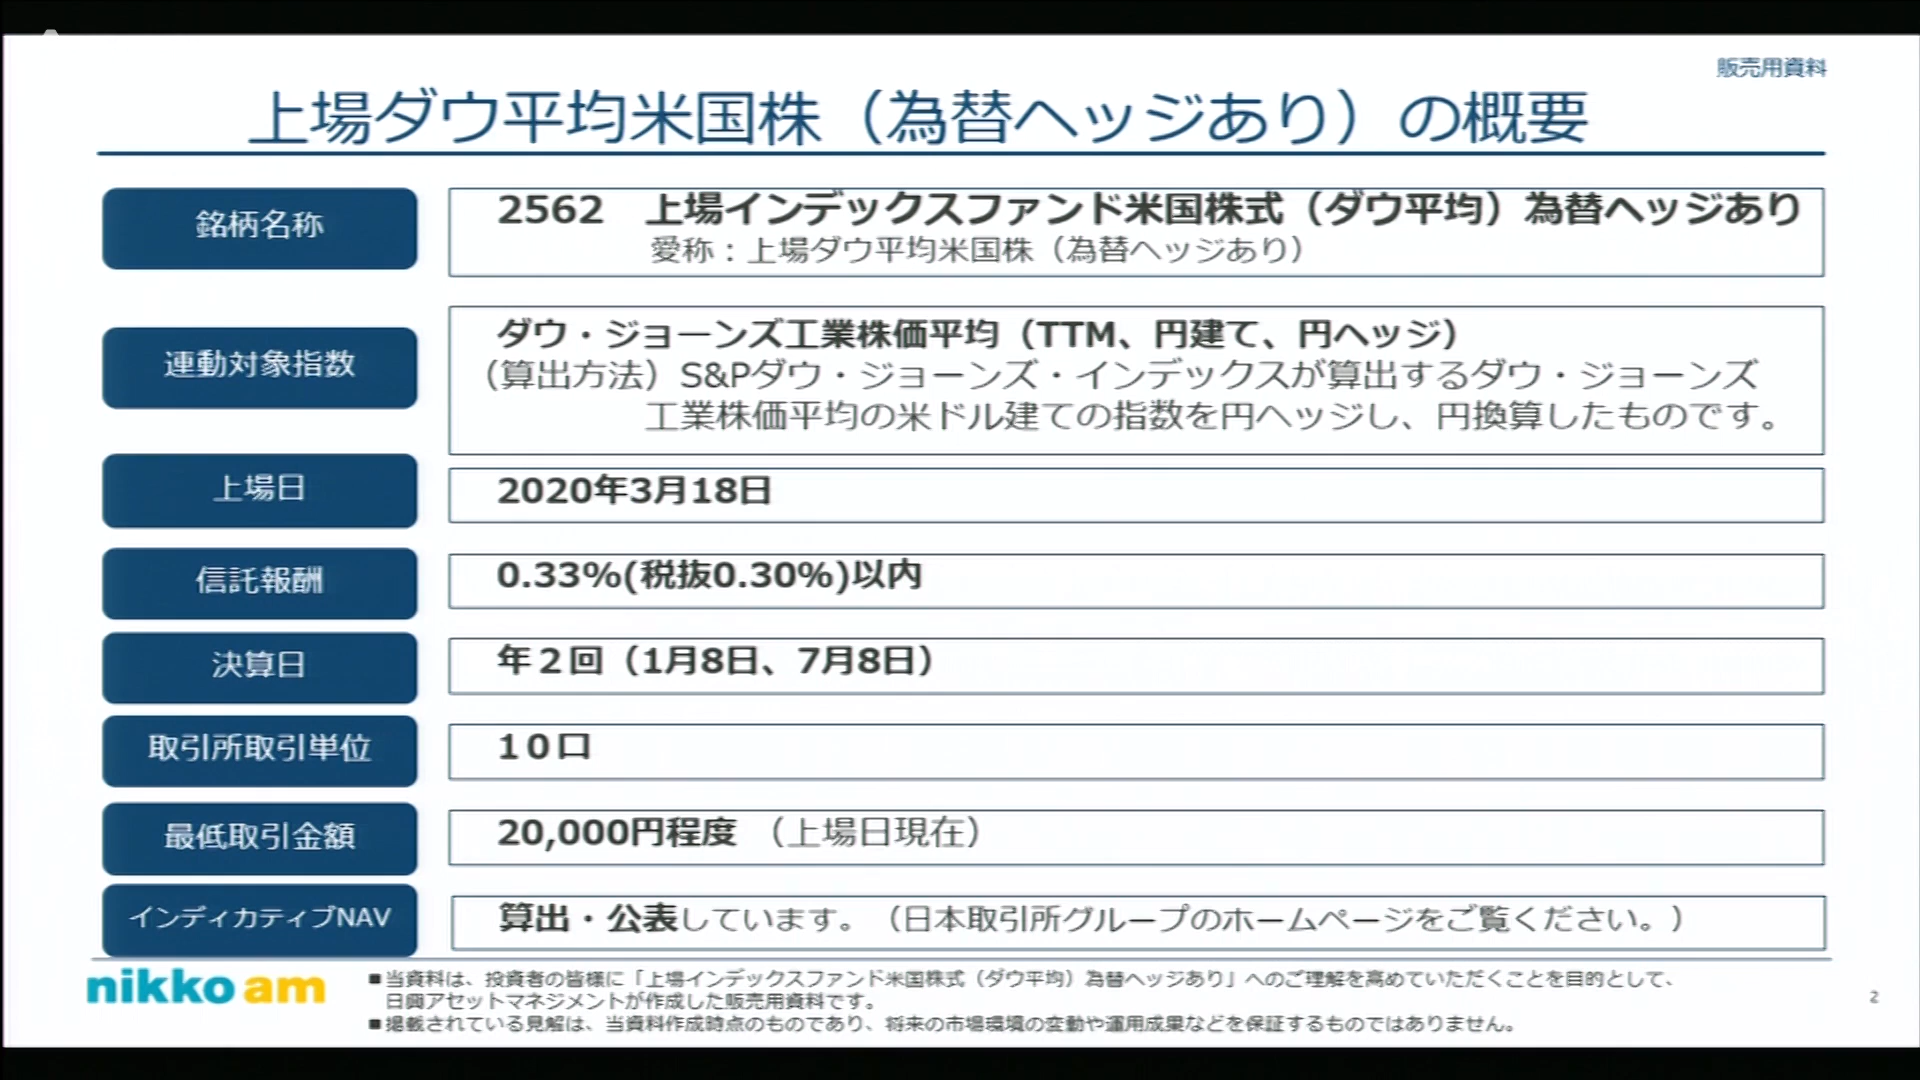 販売用資料
上場ダウ平均米国株（為替ヘッジあり）の概要
銘柄名称
2562　上場インデックスファンド米国株式（ダウ平均）為替ヘッジあり
愛称：上場ダウ平均米国株（為替ヘッジあり）
連動対象指数
ダウ・ジョーンズ工業株価平均（TTM、円建て、円ヘッジ）
（算出方法）S&Pダウ・ジョーンズ・インデックスが算出するダウ・ジョーンズ
工業株価平均の米ドル建ての指数を円ヘッジし、円換算したものです。
上場日
2020年3月18日
信託報酬
0.33%(税抜0.30%)以内
決算日
年２回（1月8日、7月8日）
取引所取引単位
１０口
最低取引金額
20,000円程度　（上場日現在）
インディカティブNAV
算出・公表しています。（日本取引所グループのホームページをご覧ください。）
nikko am
■当資料は、投資者の皆様に「上場インデックスファンド米国株式（ダウ平均）為替ヘッジあり」へのご理解を高めていただくことを目的として、
日興アセットマネジメントが作成した販売用資料です。
■掲載されている見解は、当資料作成時点のものであり、将来の市場環境の変動や運用成果などを保証するものではありません。
2